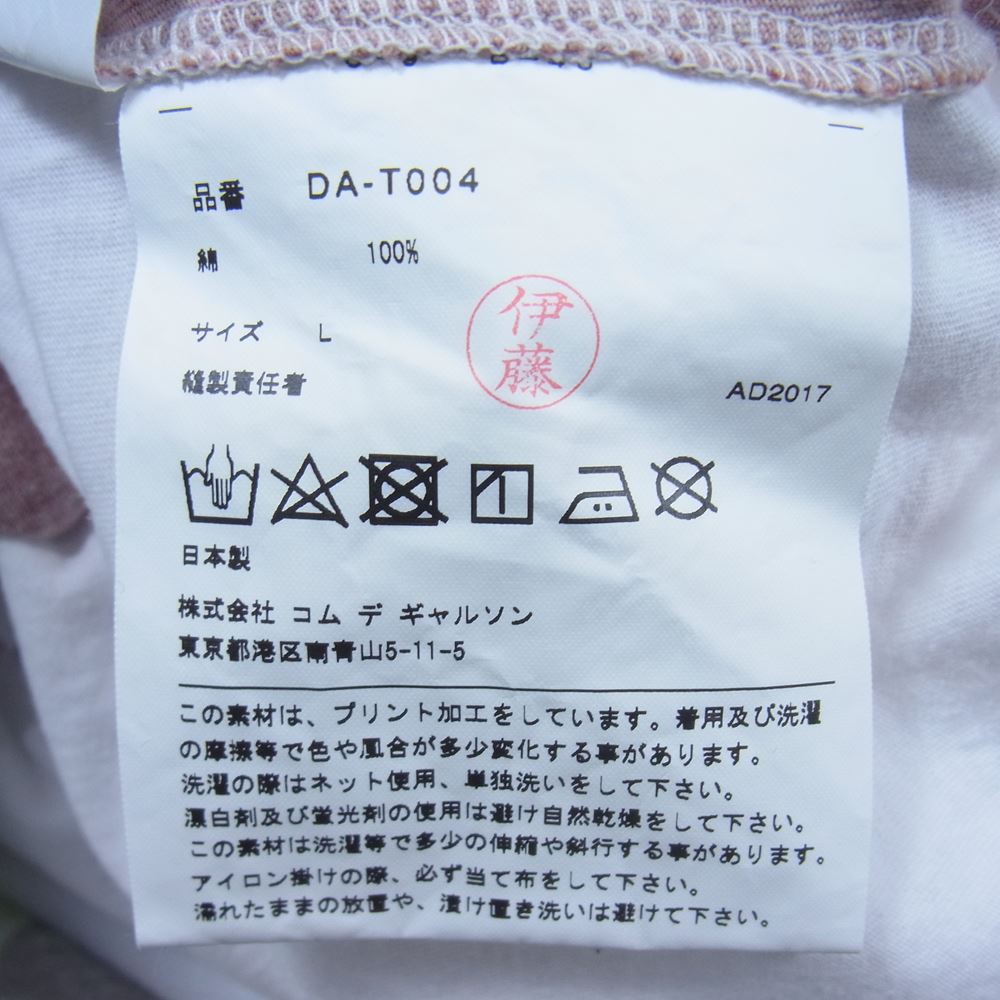 品番 DA-T004
綿 100%
サイズ L
伊藤
縫製責任者
AD2017
日本製
株式会社 コム デ ギャルソン
東京都港区南青山5-11-5
この素材は、プリント加工をしています。着用及び洗濯
の摩擦等で色や風合が多少変化する事があります。
洗濯の際はネット使用、単独洗いをして下さい。
漂白剤及び蛍光剤の使用は避け自然乾燥をして下さい。
この素材は洗濯等で多少の伸縮や斜行する事があります。
アイロン掛けの際、必ず当て布をして下さい。
濡れたままの放置や、漬け置き洗いは避けて下さい。